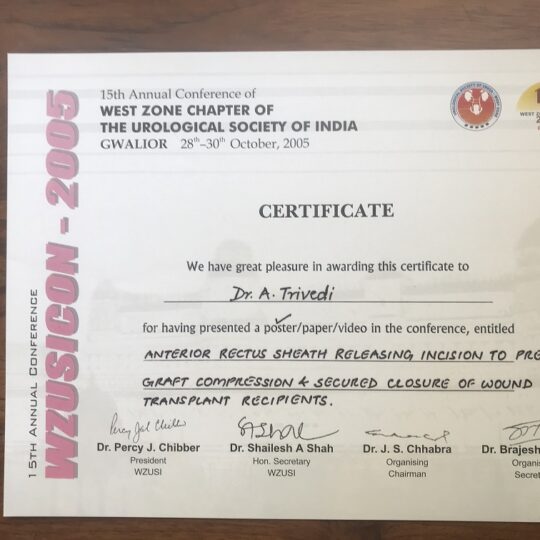 15th Annual Conference of
WEST ZONE CHAPTER OF
THE UROLOGICAL SOCIETY OF INDIA
GWALIOR 28th–30th October, 2005
15TH ANNUAL CONFERENCE
WZUSICON - 2005
CERTIFICATE
We have great pleasure in awarding this certificate to
Dr. A. Trivedi
for having presented a poster/paper/video in the conference, entitled
ANTERIOR RECTUS SHEATH RELEASING INCISION TO PRE
GRAFT COMPRESSION & SECURED CLOSURE OF WOUND
TRANSPLANT RECIPIENTS.
Dr. Percy J. Chibber
President
WZUSI
Dr. Shailesh A Shah
Hon. Secretary
WZUSI
Dr. J. S. Chhabra
Organising
Chairman
Dr. Brajesh
Organis
Secret